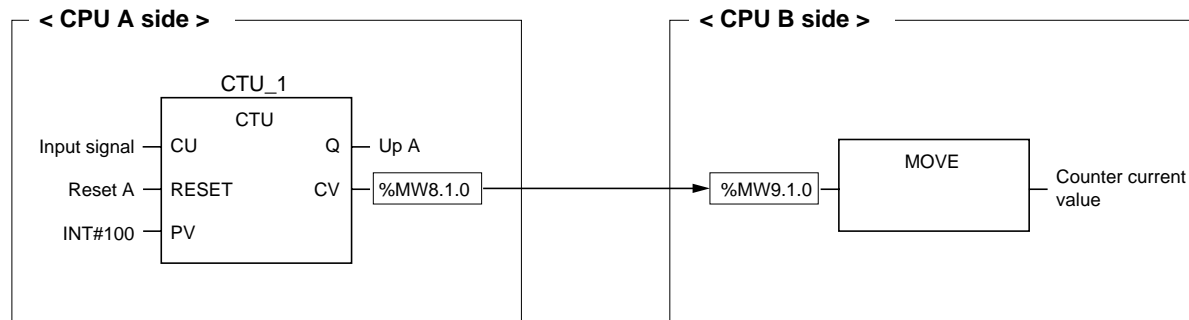 < CPU A side >
< CPU B side >
CTU_1
CTU
MOVE
Input signal CU Q Up A
Reset A RESET CV %MW8.1.0 %MW9.1.0 Counter current
value
INT#100 PV